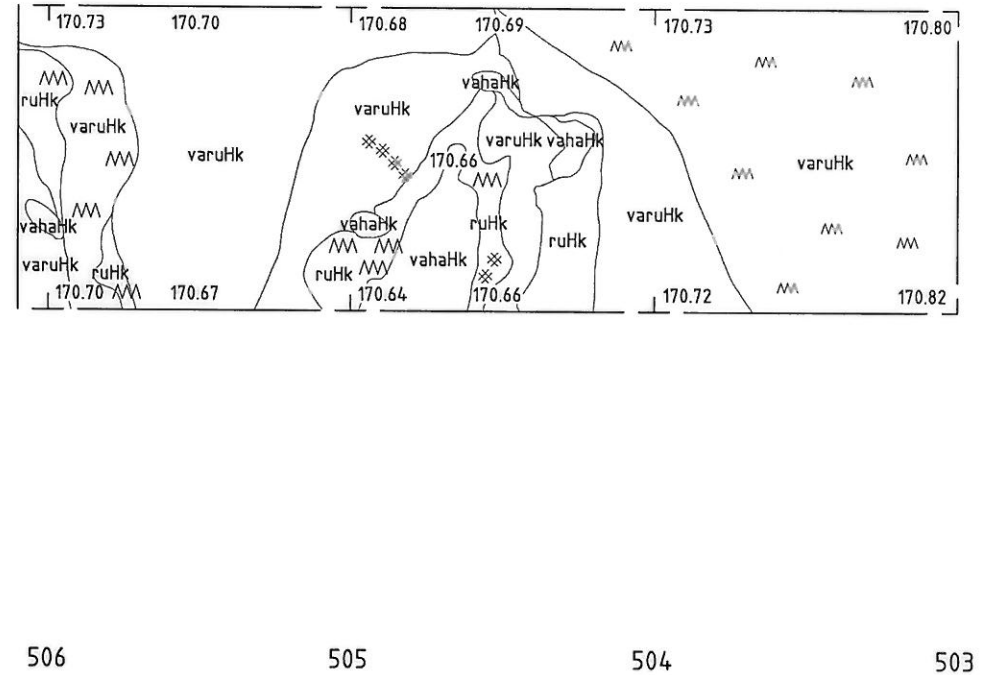 170.73 170.70 170.68 170.69 170.73 170.80
vahaHk
ruHk varuHk
varuHk varuHk vahaHk
varuHk 170.66 varuHk
varuHk
vahaHk vahaHk ruHk
ruHk
varuHk ruHk ruHk vahaHk
170.70 170.67 170.64 170.66 170.72 170.82
506 505 504 503